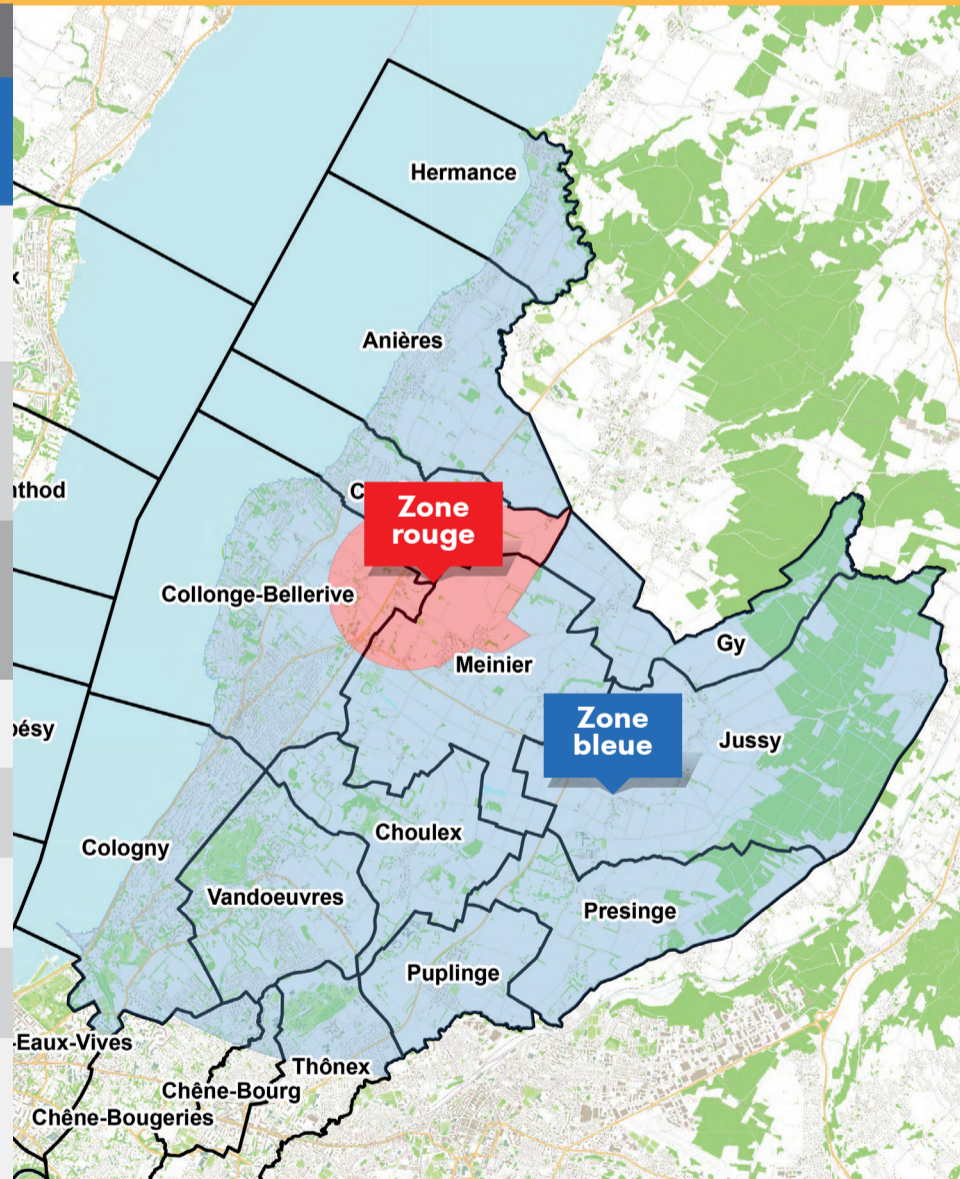 Hermance
x
Anières
nthod
C
Zone
rouge
Collonge-Bellerive
Meinier
Gy
Zone
bleue
ésy
Jussy
Choulex
Cologny
Vandoeuvres
Presinge
Puplinge
-Eaux-Vives
Thônex
Chêne-Bourg
Chêne-Bougeries